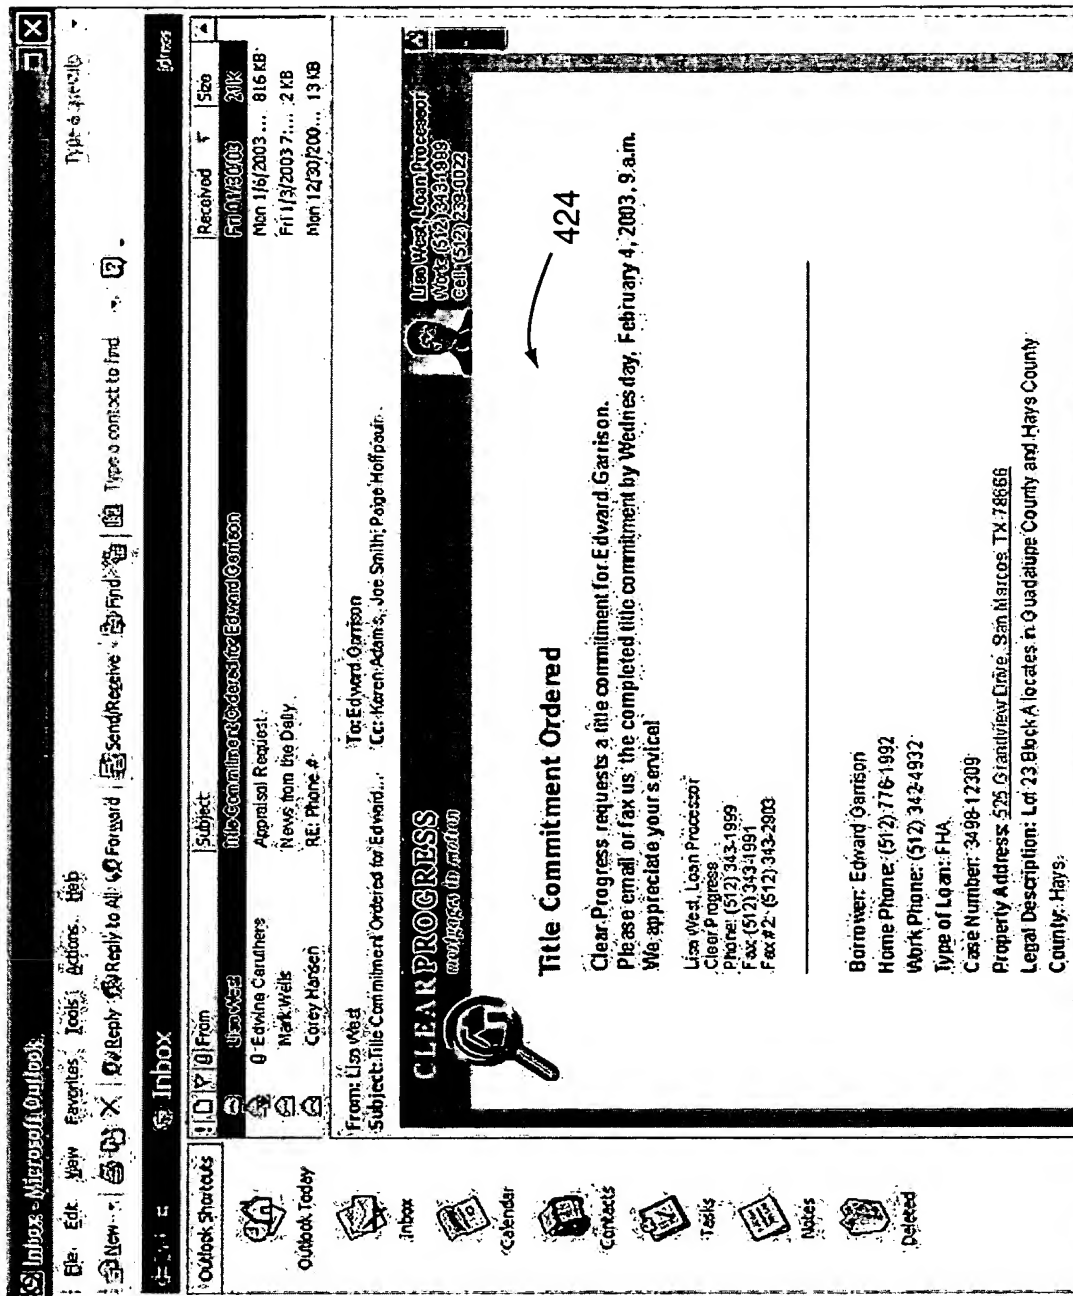 Inbox - Microsoft Outlook
File Edit View Favorites Tools Actions Help
Type a question
New Reply Reply to All Forward Send/Receive Find Type a contact to find
Inbox
Outlook Shortcuts
Outlook Today
Inbox
Calendar
Contacts
Tasks
Notes
Deleted
From Subject Received Size
Lisa West Title Commitment Ordered for Edward Garrison Fri 01/30/03 20K
Edwina Caruthers Appraisal Request Mon 1/6/2003 ... 816 KB
Mark Wells News from the Daily Fri 1/3/2003 7:... 2 KB
Corey Hansen RE: Phone # Mon 12/30/200... 13 KB
From: Lisa West To: Edward Garrison
Subject: Title Commitment Ordered for Edward... Cc: Karen Adams; Joe Smith; Paige Hoffpauir
CLEARPROGRESS
mortgages in motion
Lisa West, Loan Processor
Work: (512) 343-1999
Cell: (512) 239-0022
424
Title Commitment Ordered
Clear Progress requests a title commitment for Edward Garrison.
Please email or fax us the completed title commitment by Wednesday, February 4, 2003, 9 a.m.
We appreciate your service!
Lisa West, Loan Processor
Clear Progress
Phone: (512) 343-1999
Fax: (512) 343-1991
Fax #2: (512) 343-2903
Borrower: Edward Garrison
Home Phone: (512) 776-1992
Work Phone: (512) 342-4932
Type of Loan: FHA
Case Number: 3498-12309
Property Address: 525 Grandview Drive, San Marcos, TX 78666
Legal Description: Lot 23 Block A locates in Guadalupe County and Hays County
County: Hays